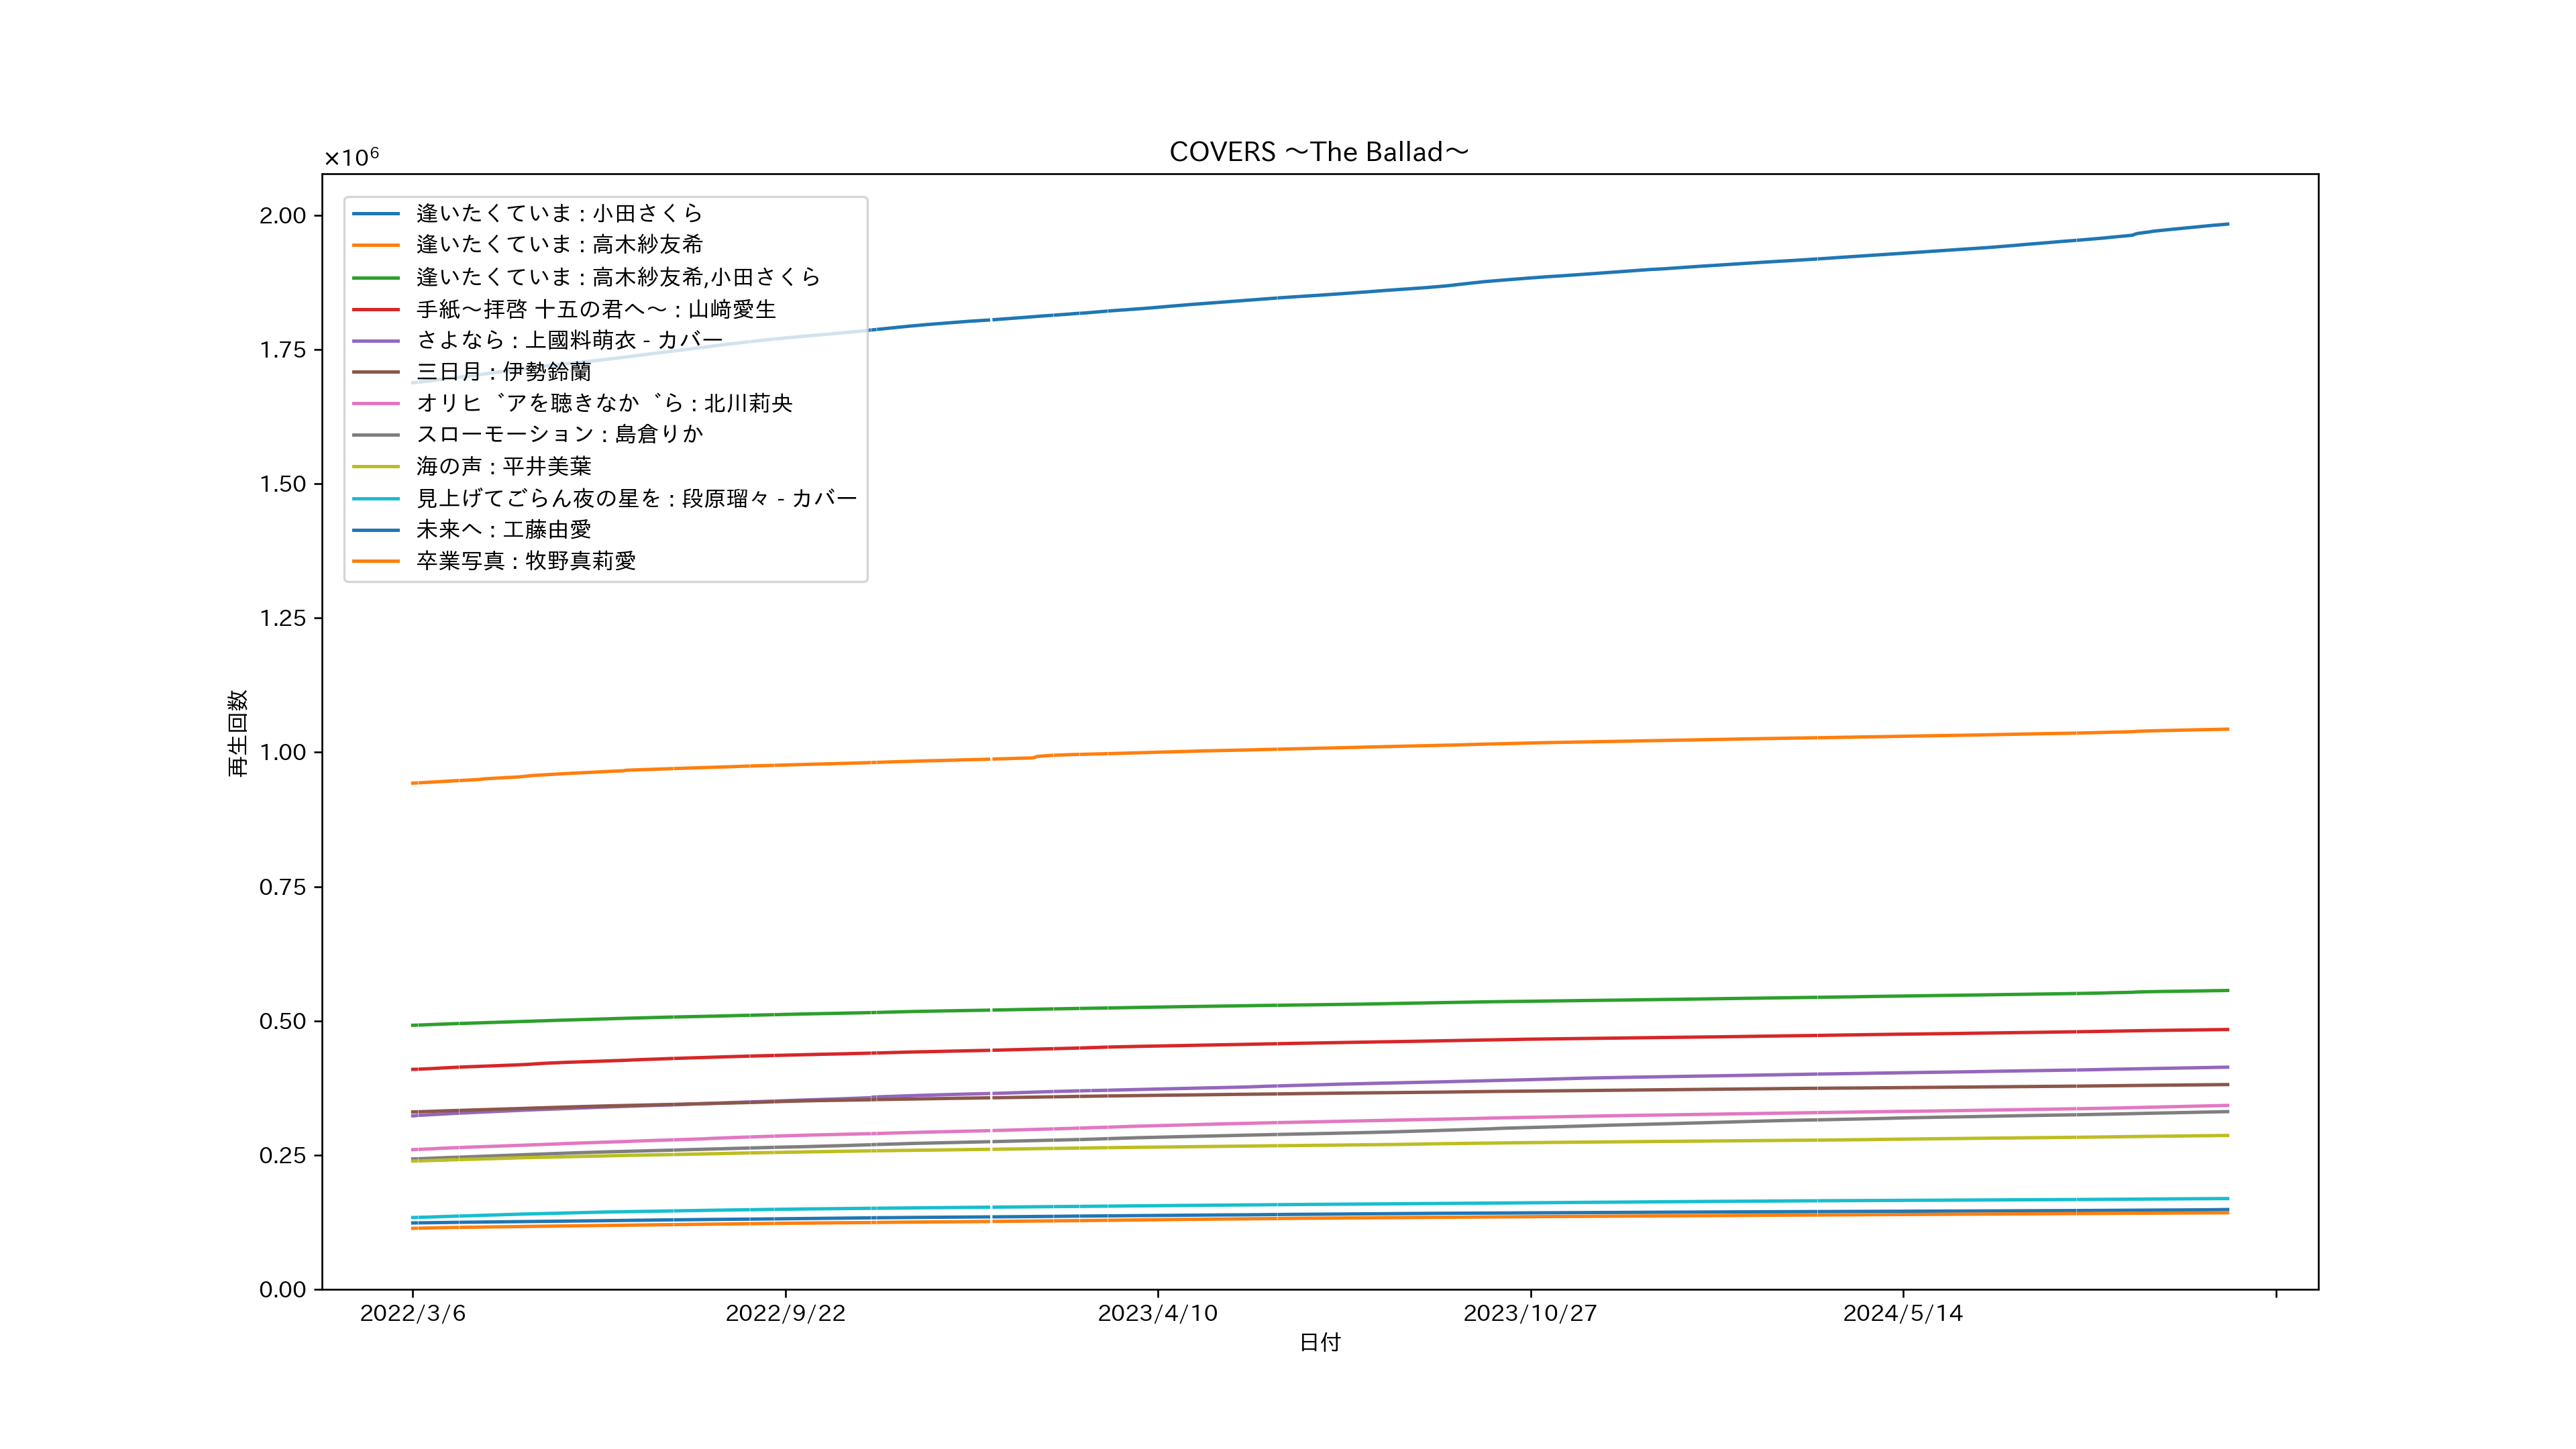 COVERS 〜The Ballad〜
×10⁶
2.00
1.75
1.50
1.25
1.00
0.75
0.50
0.25
0.00
再生回数
逢いたくていま : 小田さくら
逢いたくていま : 高木紗友希
逢いたくていま : 高木紗友希,小田さくら
手紙〜拝啓 十五の君へ〜 : 山﨑愛生
さよなら : 上國料萌衣 - カバー
三日月 : 伊勢鈴蘭
オリヒ゛アを聴きなか゛ら : 北川莉央
スローモーション : 島倉りか
海の声 : 平井美葉
見上げてごらん夜の星を : 段原瑠々 - カバー
未来へ : 工藤由愛
卒業写真 : 牧野真莉愛
2022/3/6
2022/9/22
2023/4/10
2023/10/27
2024/5/14
日付